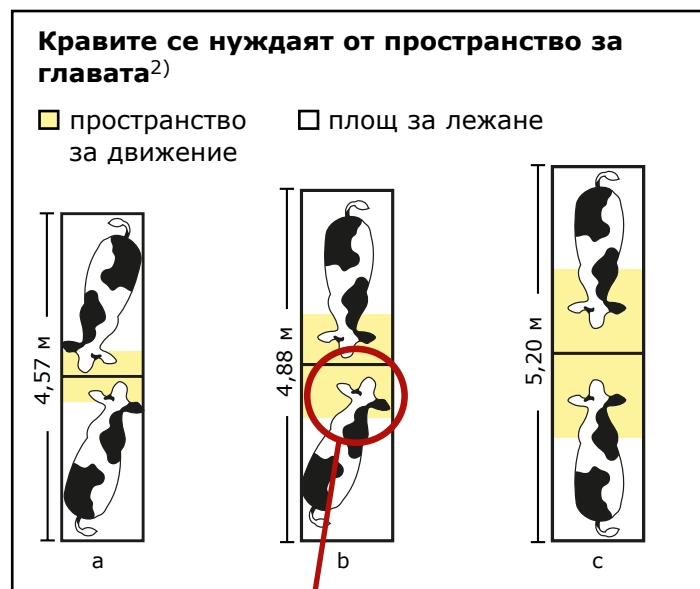 Кравите се нуждаят от пространство за
главата2)
пространство
за движение
площ за лежане
4,57 м
4,88 м
5,20 м
a
b
c